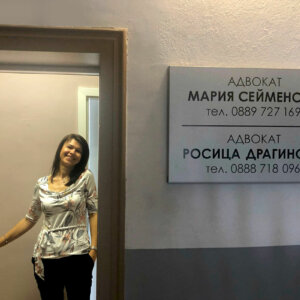 АДВОКАТ
МАРИЯ СЕЙМЕНО
тел. 0889 727 169
АДВОКАТ
РОСИЦА ДРАГИНО
тел. 0888 718 096